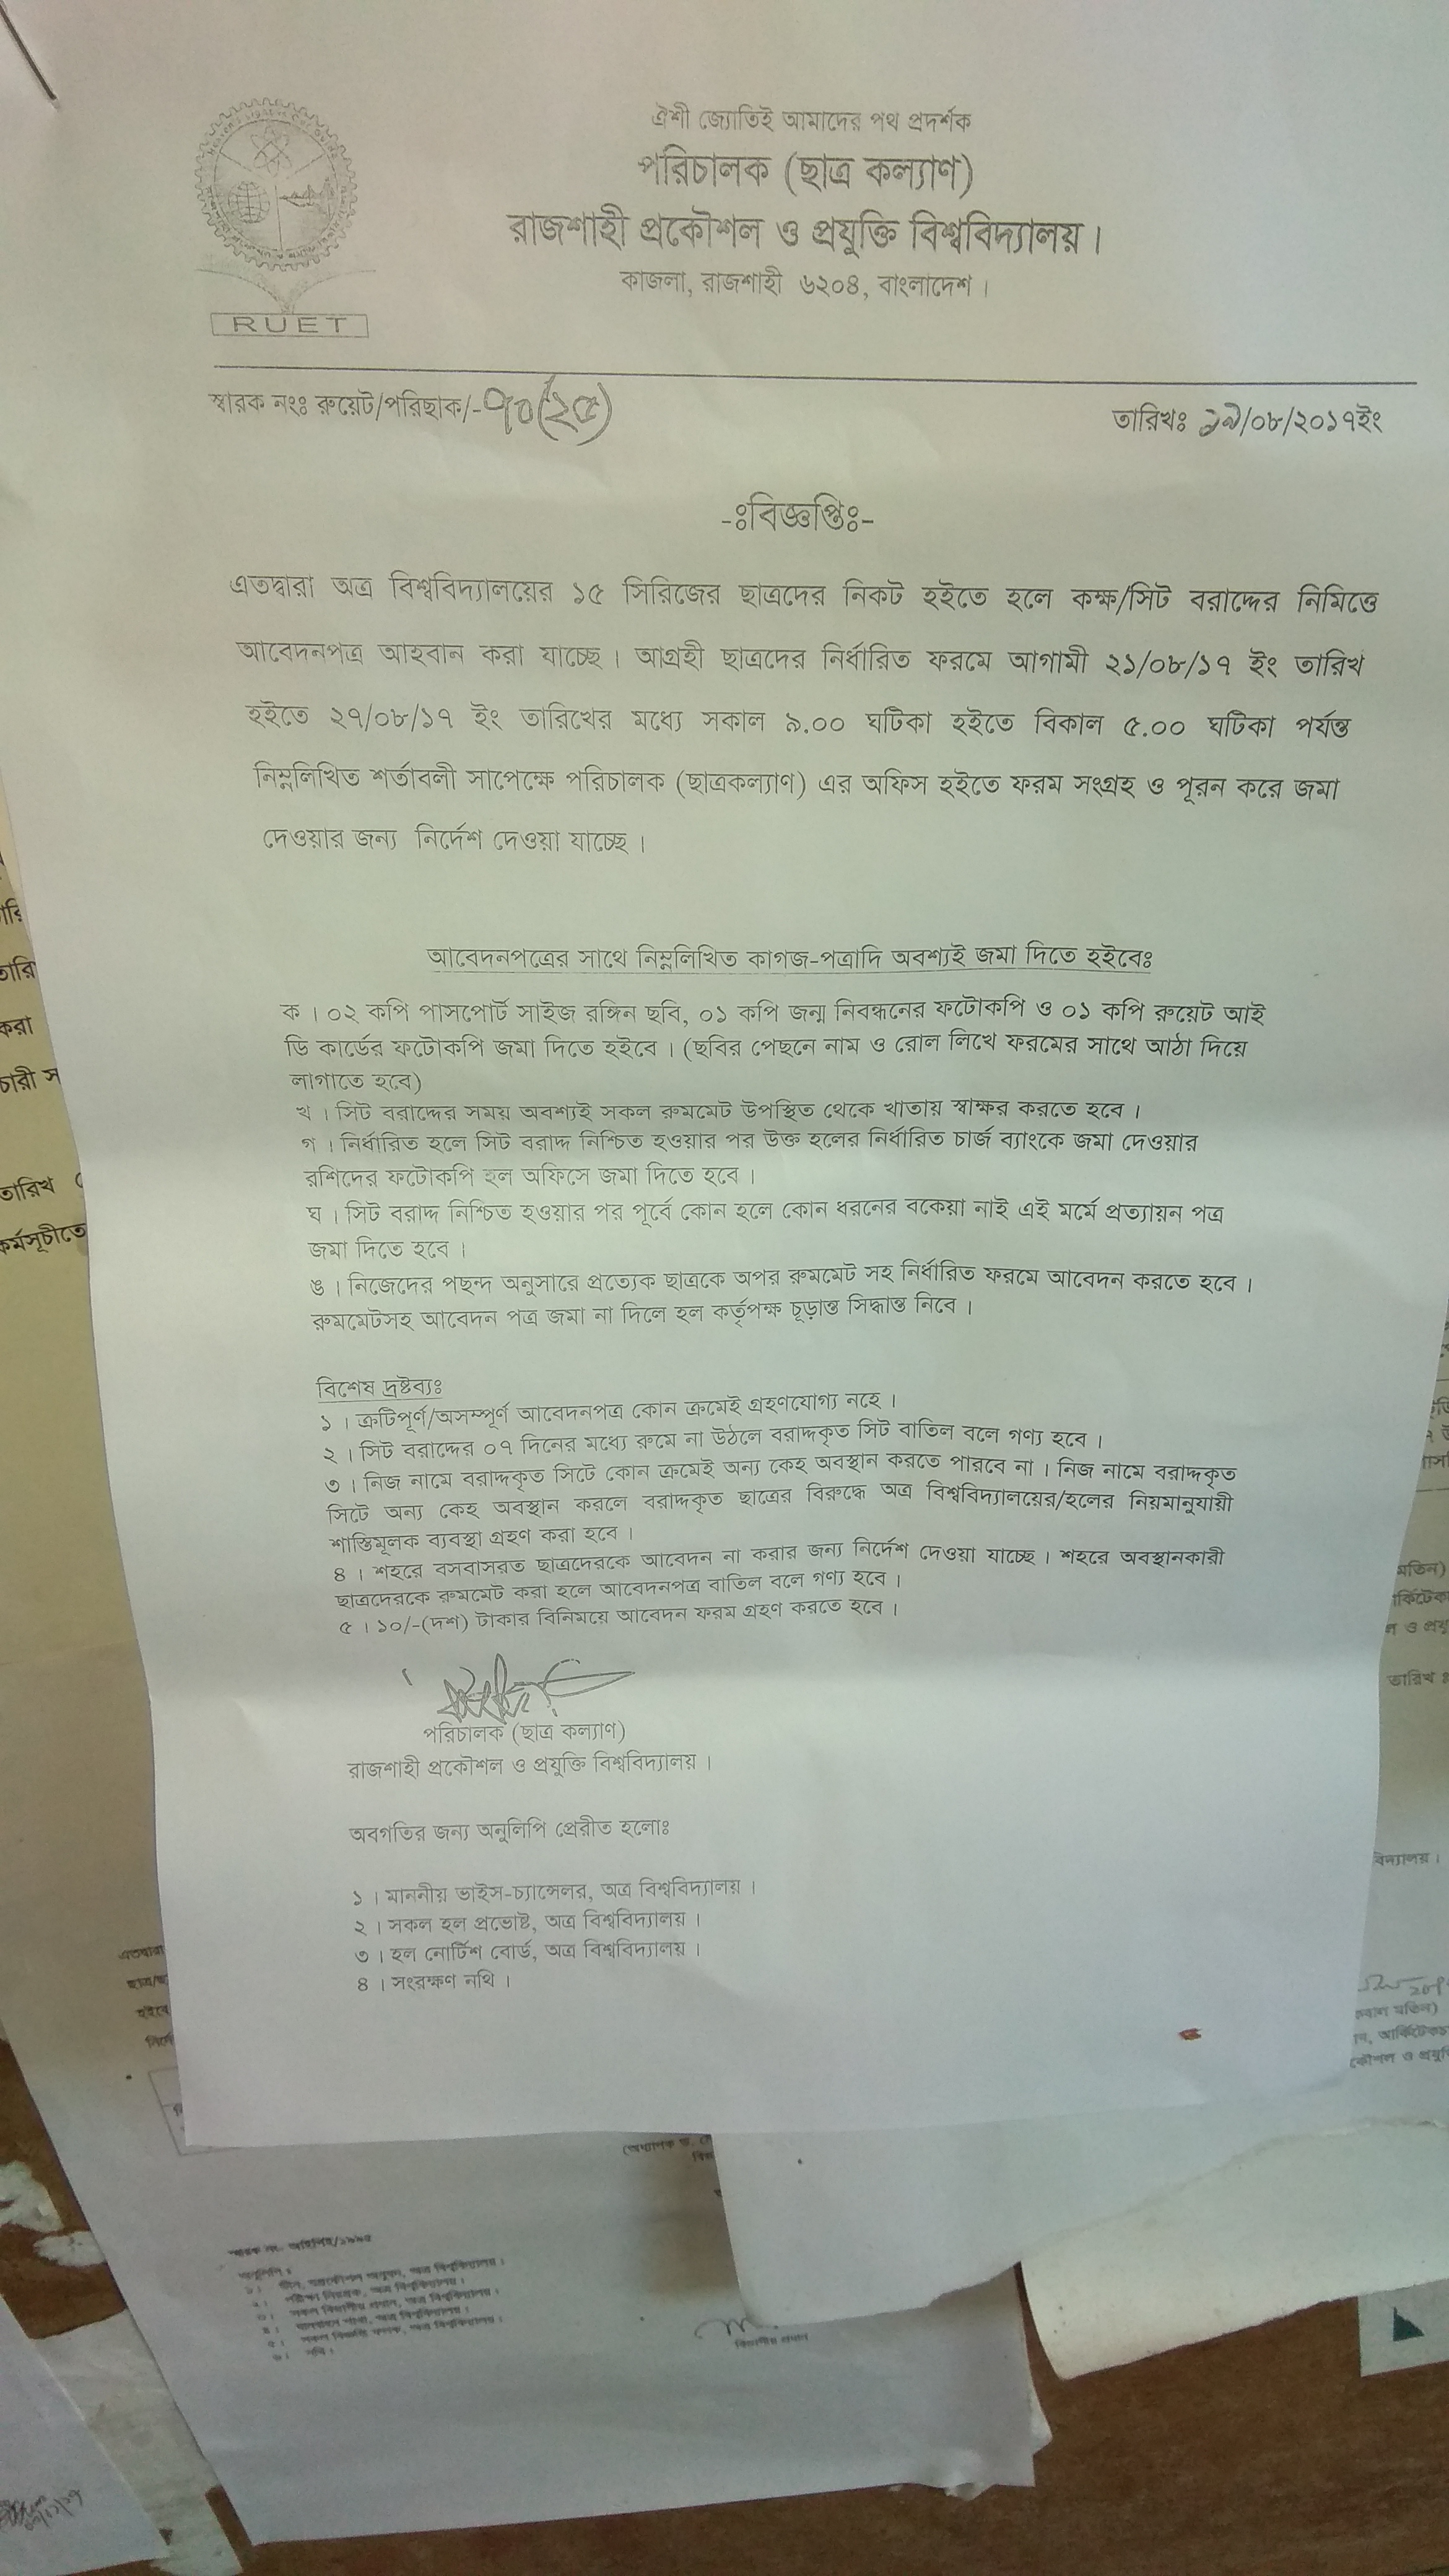 ঐশী জ্যোতিই আমাদের পথ প্রদর্শক
পরিচালক (ছাত্র কল্যাণ)
রাজশাহী প্রকৌশল ও প্রযুক্তি বিশ্ববিদ্যালয়।
কাজলা, রাজশাহী ৬২০৪, বাংলাদেশ।
RUET
স্বারক নংঃ রুয়েট/পরিছাক/-৭০(২৫)
তারিখঃ ১৯/০৮/২০১৭ইং
-ঃবিজ্ঞপ্তিঃ-
এতদ্বারা অত্র বিশ্ববিদ্যালয়ের ১৫ সিরিজের ছাত্রদের নিকট হইতে হলে কক্ষ/সিট বরাদ্দের নিমিত্তে
আবেদনপত্র আহবান করা যাচ্ছে। আগ্রহী ছাত্রদের নির্ধারিত ফরমে আগামী ২১/০৮/১৭ ইং তারিখ
হইতে ২৭/০৮/১৭ ইং তারিখের মধ্যে সকাল ৯.০০ ঘটিকা হইতে বিকাল ৫.০০ ঘটিকা পর্যন্ত
নিম্নলিখিত শর্তাবলী সাপেক্ষে পরিচালক (ছাত্রকল্যাণ) এর অফিস হইতে ফরম সংগ্রহ ও পূরন করে জমা
দেওয়ার জন্য নির্দেশ দেওয়া যাচ্ছে।
আবেদনপত্রের সাথে নিম্নলিখিত কাগজ-পত্রাদি অবশ্যই জমা দিতে হইবেঃ
ক। ০২ কপি পাসপোর্ট সাইজ রঙ্গিন ছবি, ০১ কপি জন্ম নিবন্ধনের ফটোকপি ও ০১ কপি রুয়েট আই
ডি কার্ডের ফটোকপি জমা দিতে হইবে। (ছবির পেছনে নাম ও রোল লিখে ফরমের সাথে আঠা দিয়ে
লাগাতে হবে)
খ। সিট বরাদ্দের সময় অবশ্যই সকল রুমমেট উপস্থিত থেকে খাতায় স্বাক্ষর করতে হবে।
গ। নির্ধারিত হলে সিট বরাদ্দ নিশ্চিত হওয়ার পর উক্ত হলের নির্ধারিত চার্জ ব্যাংকে জমা দেওয়ার
রশিদের ফটোকপি হল অফিসে জমা দিতে হবে।
ঘ। সিট বরাদ্দ নিশ্চিত হওয়ার পর পূর্বে কোন হলে কোন ধরনের বকেয়া নাই এই মর্মে প্রত্যায়ন পত্র
জমা দিতে হবে।
ঙ। নিজেদের পছন্দ অনুসারে প্রত্যেক ছাত্রকে অপর রুমমেট সহ নির্ধারিত ফরমে আবেদন করতে হবে।
রুমমেটসহ আবেদন পত্র জমা না দিলে হল কর্তৃপক্ষ চূড়ান্ত সিদ্ধান্ত নিবে।
বিশেষ দ্রষ্টব্যঃ
১। ত্রুটিপূর্ণ/অসম্পূর্ণ আবেদনপত্র কোন ক্রমেই গ্রহণযোগ্য নহে।
২। সিট বরাদ্দের ০৭ দিনের মধ্যে রুমে না উঠলে বরাদ্দকৃত সিট বাতিল বলে গণ্য হবে।
৩। নিজ নামে বরাদ্দকৃত সিটে কোন ক্রমেই অন্য কেহ অবস্থান করতে পারবে না। নিজ নামে বরাদ্দকৃত
সিটে অন্য কেহ অবস্থান করলে বরাদ্দকৃত ছাত্রের বিরুদ্ধে অত্র বিশ্ববিদ্যালয়ের/হলের নিয়মানুযায়ী
শাস্তিমূলক ব্যবস্থা গ্রহণ করা হবে।
৪। শহরে বসবাসরত ছাত্রদেরকে আবেদন না করার জন্য নির্দেশ দেওয়া যাচ্ছে। শহরে অবস্থানকারী
ছাত্রদেরকে রুমমেট করা হলে আবেদনপত্র বাতিল বলে গণ্য হবে।
৫। ১০/-(দশ) টাকার বিনিময়ে আবেদন ফরম গ্রহণ করতে হবে।
পরিচালক (ছাত্র কল্যাণ)
রাজশাহী প্রকৌশল ও প্রযুক্তি বিশ্ববিদ্যালয়।
অবগতির জন্য অনুলিপি প্রেরীত হলোঃ
১। মাননীয় ভাইস-চ্যান্সেলর, অত্র বিশ্ববিদ্যালয়।
২। সকল হল প্রভোষ্ট, অত্র বিশ্ববিদ্যালয়।
৩। হল নোটিশ বোর্ড, অত্র বিশ্ববিদ্যালয়।
৪। সংরক্ষণ নথি।